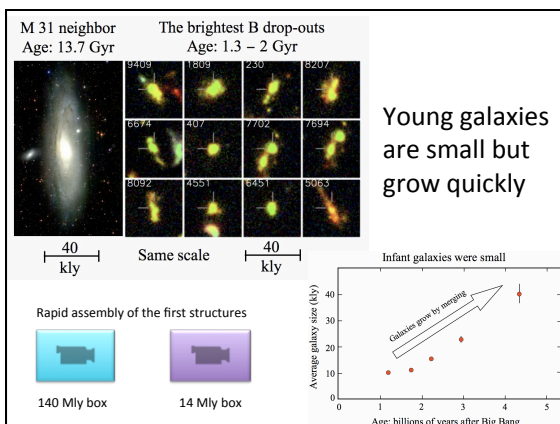 M 31 neighbor
Age: 13.7 Gyr
The brightest B drop-outs
Age: 1.3 – 2 Gyr
9409
1809
230
8207
6674
407
7702
7694
8092
4551
6451
5063
40
kly
Same scale
40
kly
Young galaxies
are small but
grow quickly
Rapid assembly of the first structures
140 Mly box
14 Mly box
Infant galaxies were small
Average galaxy size (kly)
40
30
20
10
0
Galaxies grow by merging
0
1
2
3
4
5
Age: billions of years after Big Bang